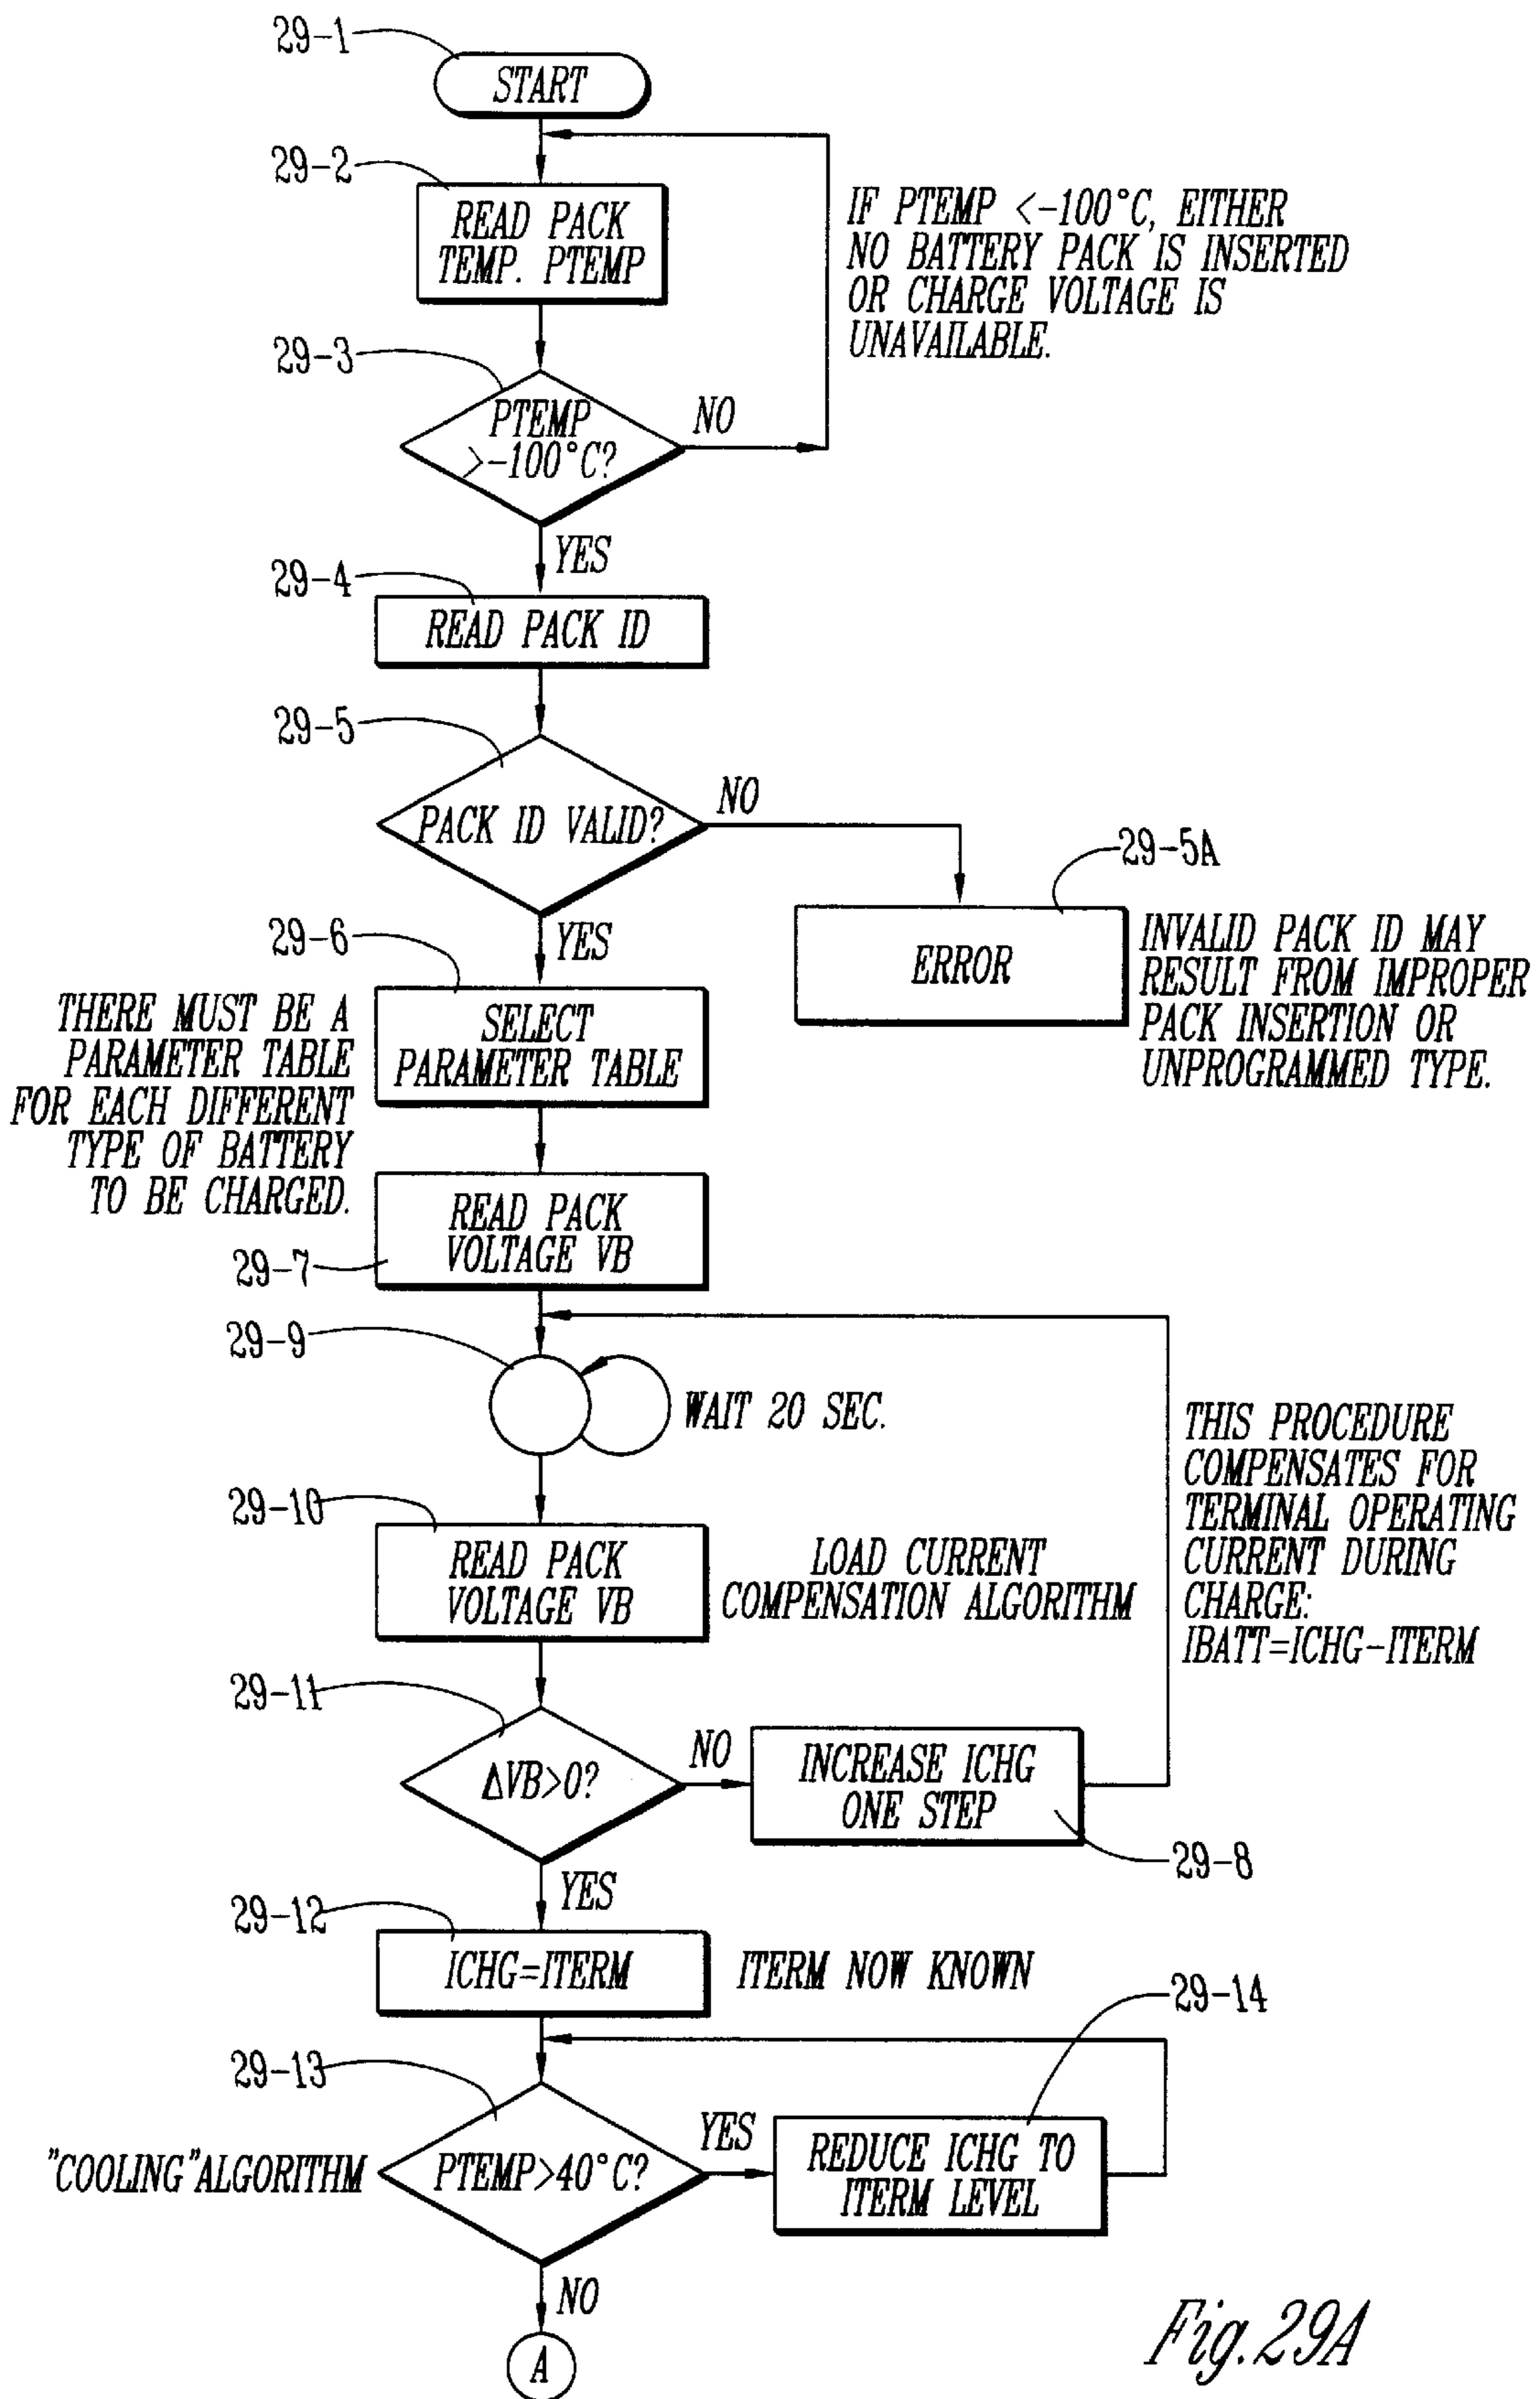 29-1
START
29-2
READ PACK
TEMP. PTEMP
IF PTEMP <-100°C, EITHER
NO BATTERY PACK IS INSERTED
OR CHARGE VOLTAGE IS
UNAVAILABLE.
29-3
PTEMP
>-100°C?
NO
YES
29-4
READ PACK ID
29-5
PACK ID VALID?
NO
29-5A
ERROR
INVALID PACK ID MAY
RESULT FROM IMPROPER
PACK INSERTION OR
UNPROGRAMMED TYPE.
YES
29-6
SELECT
PARAMETER TABLE
THERE MUST BE A
PARAMETER TABLE
FOR EACH DIFFERENT
TYPE OF BATTERY
TO BE CHARGED.
READ PACK
VOLTAGE VB
29-7
29-9
WAIT 20 SEC.
THIS PROCEDURE
COMPENSATES FOR
TERMINAL OPERATING
CURRENT DURING
CHARGE:
IBATT=ICHG-ITERM
29-10
READ PACK
VOLTAGE VB
LOAD CURRENT
COMPENSATION ALGORITHM
29-11
ΔVB>0?
NO
INCREASE ICHG
ONE STEP
29-8
YES
29-12
ICHG=ITERM
ITERM NOW KNOWN
29-14
29-13
"COOLING"ALGORITHM
PTEMP>40°C?
YES
REDUCE ICHG TO
ITERM LEVEL
NO
A
Fig.29A